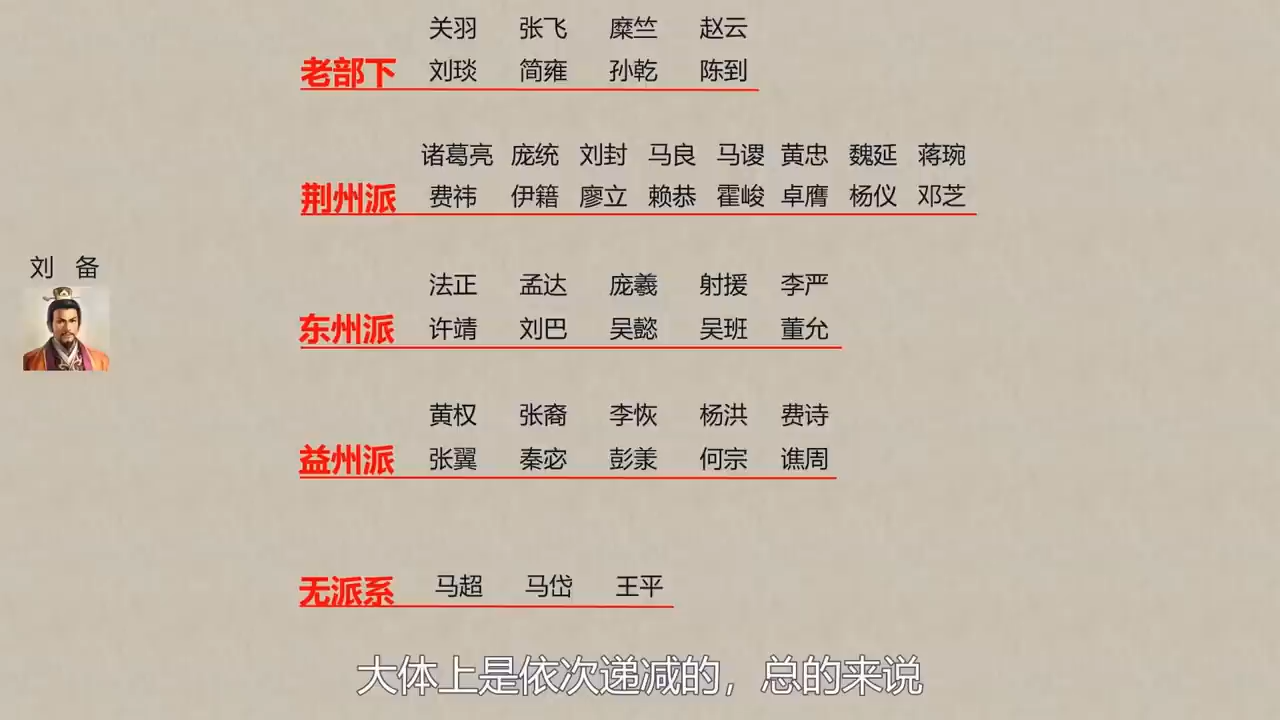 关羽 张飞 糜竺 赵云
老部下 刘琰 简雍 孙乾 陈到
诸葛亮 庞统 刘封 马良 马谡 黄忠 魏延 蒋琬
荆州派 费祎 伊籍 廖立 赖恭 霍峻 卓膺 杨仪 邓芝
刘 备
法正 孟达 庞羲 射援 李严
东州派 许靖 刘巴 吴懿 吴班 董允
黄权 张裔 李恢 杨洪 费诗
益州派 张翼 秦宓 彭羕 何宗 谯周
无派系 马超 马岱 王平
大体上是依次递减的，总的来说